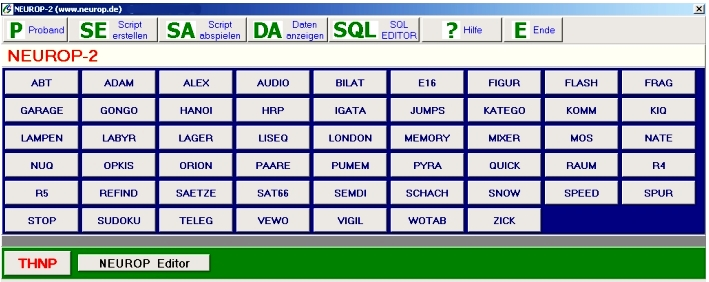 NEUROP-2 (www.neurop.de)
P Proband SE Script erstellen SA Script abspielen DA Daten anzeigen SQL SQL EDITOR ? Hilfe E Ende
NEUROP-2
ABT ADAM ALEX AUDIO BILAT E16 FIGUR FLASH FRAG
GARAGE GONGO HANOI HRP IGATA JUMPS KATEGO KOMM KIQ
LAMPEN LABYR LAGER LISEQ LONDON MEMORY MIXER MOS NATE
NUQ OPKIS ORION PAARE PUMEM PYRA QUICK RAUM R4
R5 REFIND SAETZE SAT66 SEMDI SCHACH SNOW SPEED SPUR
STOP SUDOKU TELEG VEWO VIGIL WOTAB ZICK
THNP NEUROP Editor